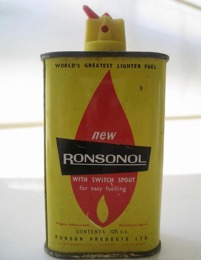 WORLD'S GREATEST LIGHTER FUEL
new
RONSONOL
WITH SWITCH SPOUT
for easy fuelling
CONTENTS 125 c.c.
RONSON PRODUCTS LTD.